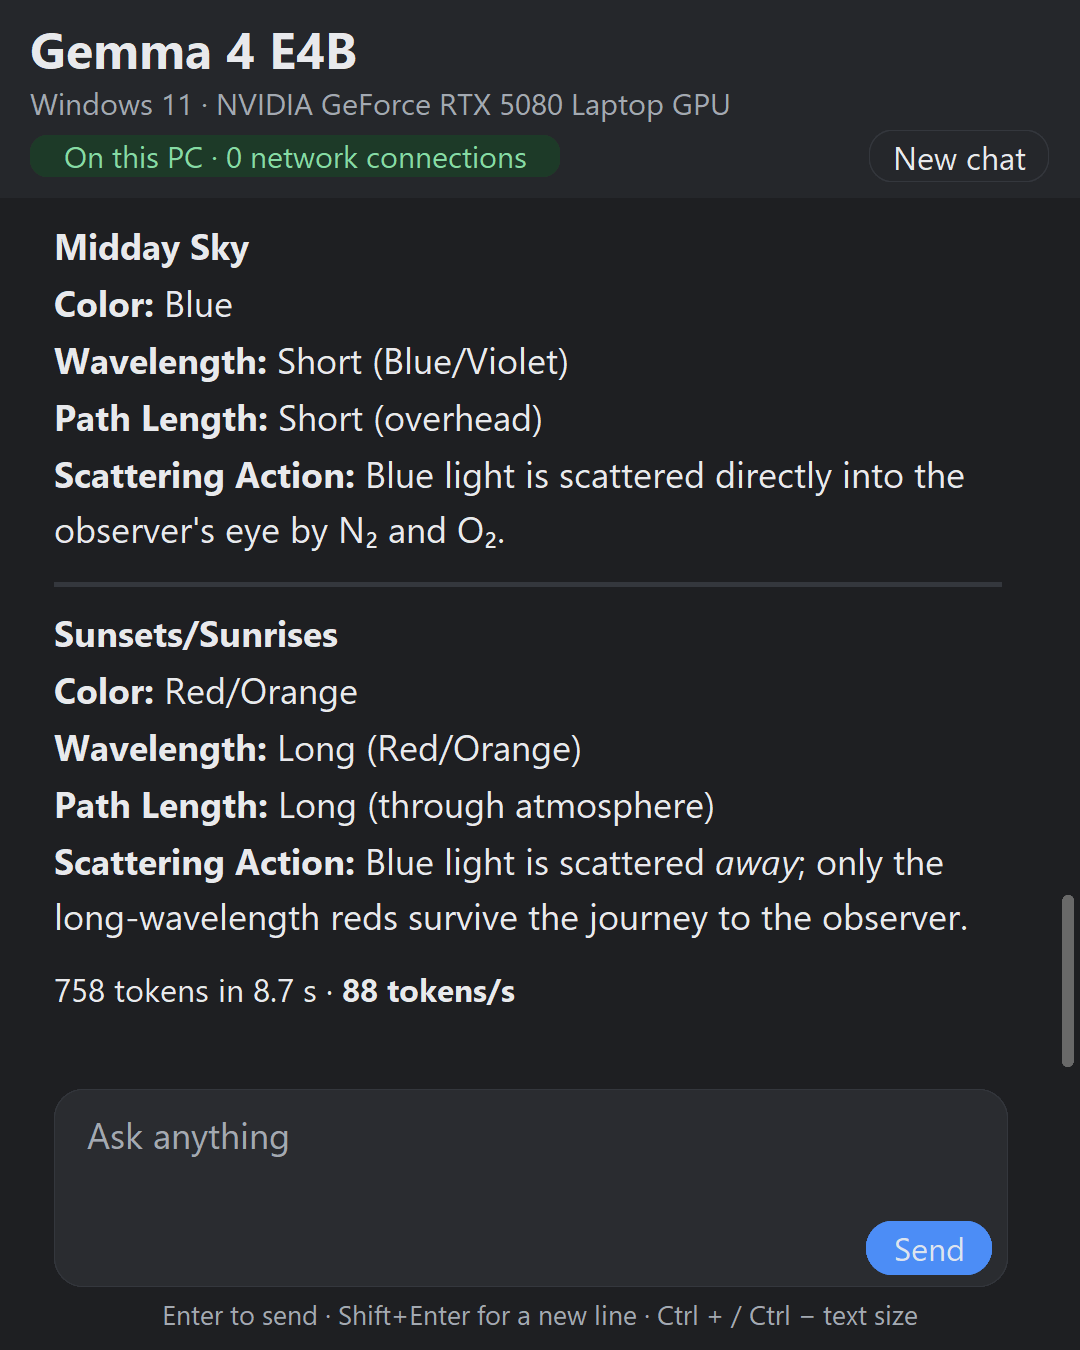 Gemma 4 E4B
Windows 11 · NVIDIA GeForce RTX 5080 Laptop GPU
On this PC · 0 network connections
New chat
Midday Sky
Color: Blue
Wavelength: Short (Blue/Violet)
Path Length: Short (overhead)
Scattering Action: Blue light is scattered directly into the
observer's eye by N₂ and O₂.
Sunsets/Sunrises
Color: Red/Orange
Wavelength: Long (Red/Orange)
Path Length: Long (through atmosphere)
Scattering Action: Blue light is scattered away; only the
long-wavelength reds survive the journey to the observer.
758 tokens in 8.7 s · 88 tokens/s
Ask anything
Send
Enter to send · Shift+Enter for a new line · Ctrl + / Ctrl − text size